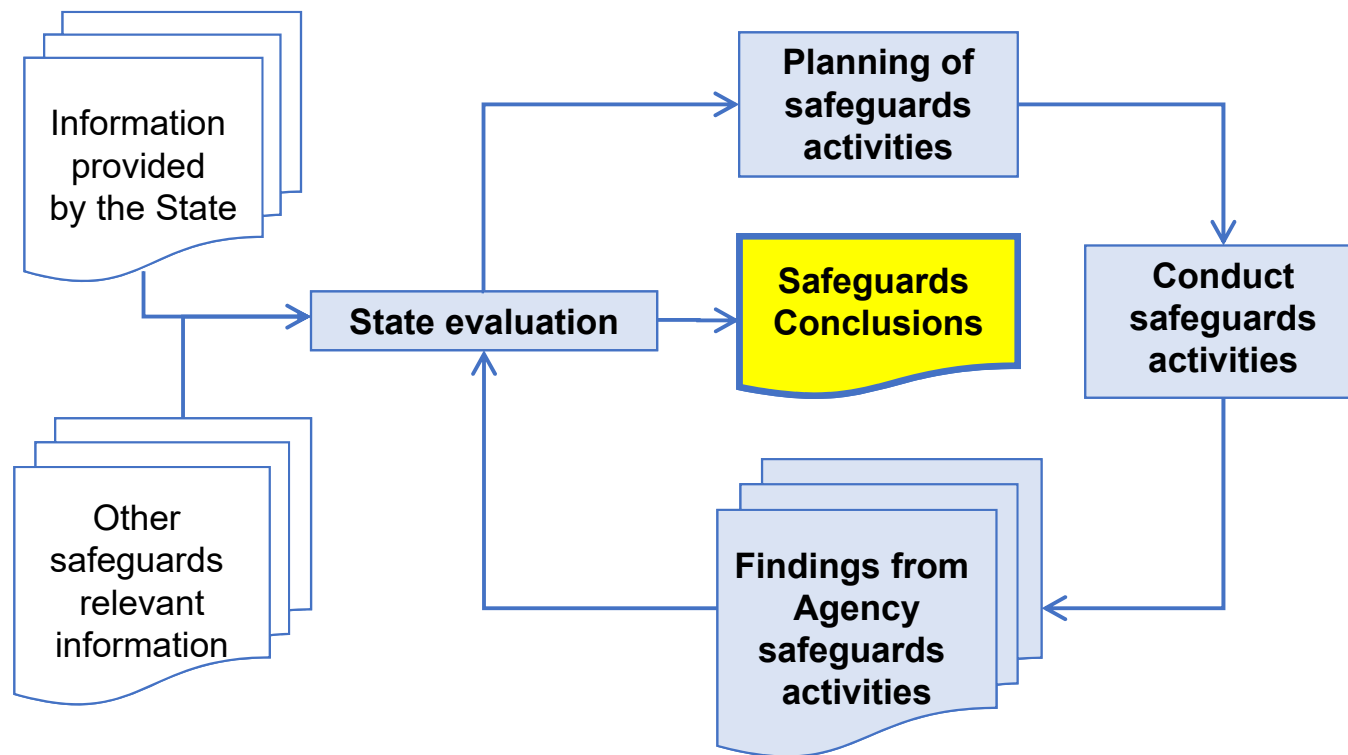 Information
provided
by the State
Other
safeguards
relevant
information
State evaluation
Planning of
safeguards
activities
Safeguards
Conclusions
Conduct
safeguards
activities
Findings from
Agency
safeguards
activities